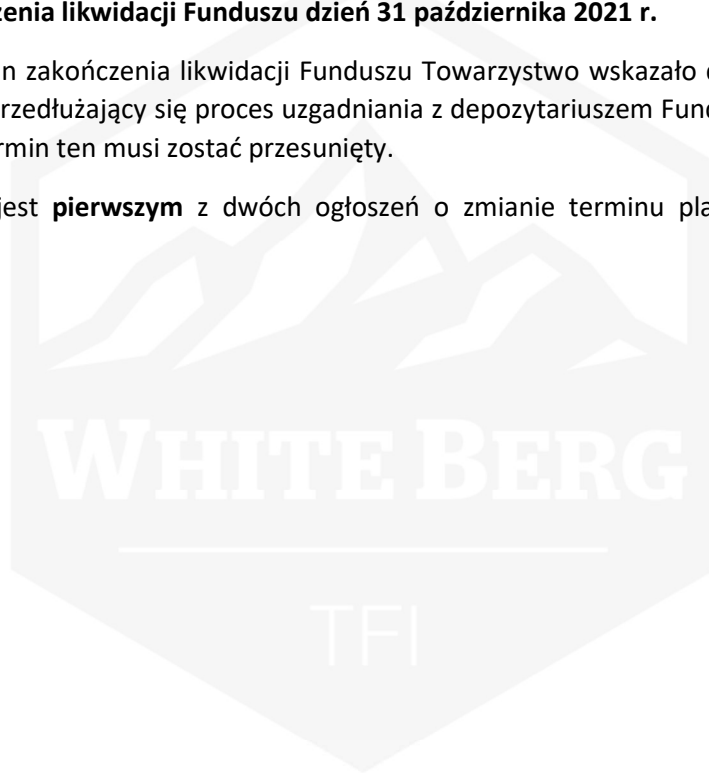 zenia likwidacji Funduszu dzień 31 października 2021 r.
n zakończenia likwidacji Funduszu Towarzystwo wskazało
rzedłużający się proces uzgadniania z depozytariuszem Fund
rmin ten musi zostać przesunięty.
jest pierwszym z dwóch ogłoszeń o zmianie terminu pla
WHITE BERG
TFI